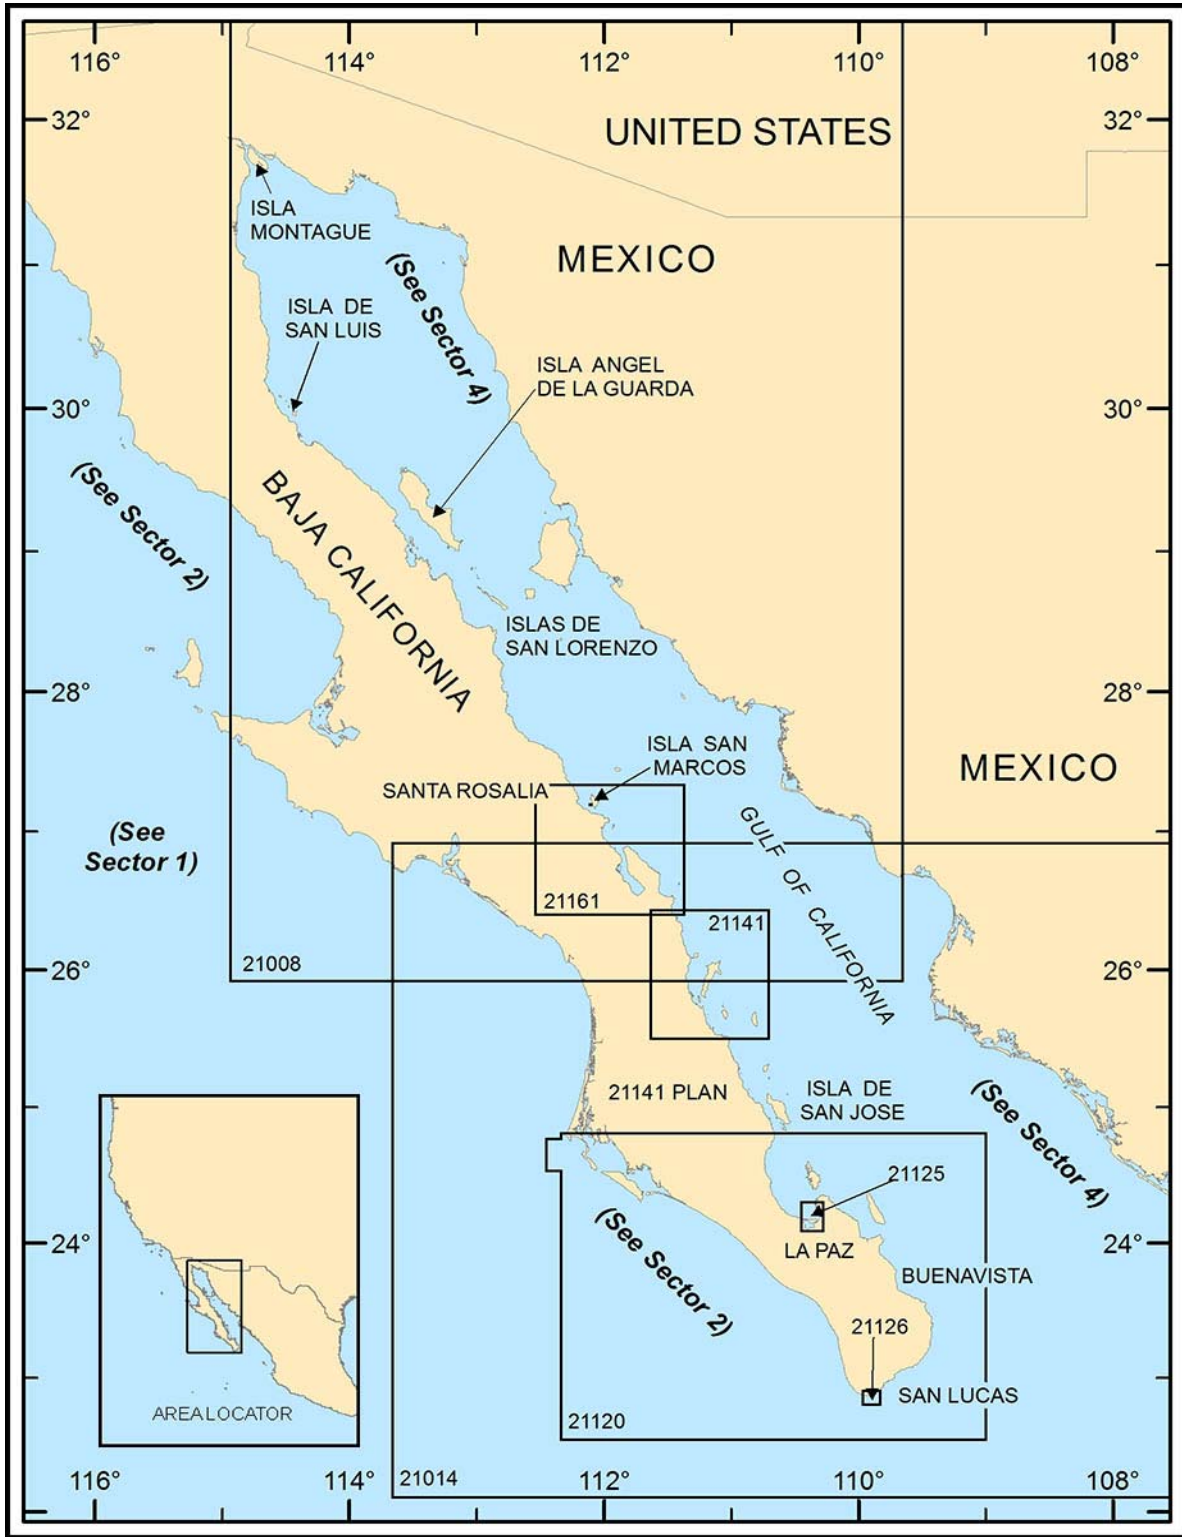 116°
114°
112°
110°
108°
32°
32°
UNITED STATES
ISLA
MONTAGUE
MEXICO
(See Sector 4)
ISLA DE
SAN LUIS
ISLA ANGEL
DE LA GUARDA
30°
30°
(See Sector 2)
BAJA CALIFORNIA
ISLAS DE
SAN LORENZO
28°
28°
ISLA SAN
MARCOS
MEXICO
SANTA ROSALIA
(See
Sector 1)
GULF OF CALIFORNIA
21161
21141
21008
26°
26°
21141 PLAN
ISLA DE
SAN JOSE
(See Sector 4)
21125
(See Sector 2)
24°
24°
LA PAZ
BUENAVISTA
21126
SAN LUCAS
AREA LOCATOR
21120
21014
116°
114°
112°
110°
108°